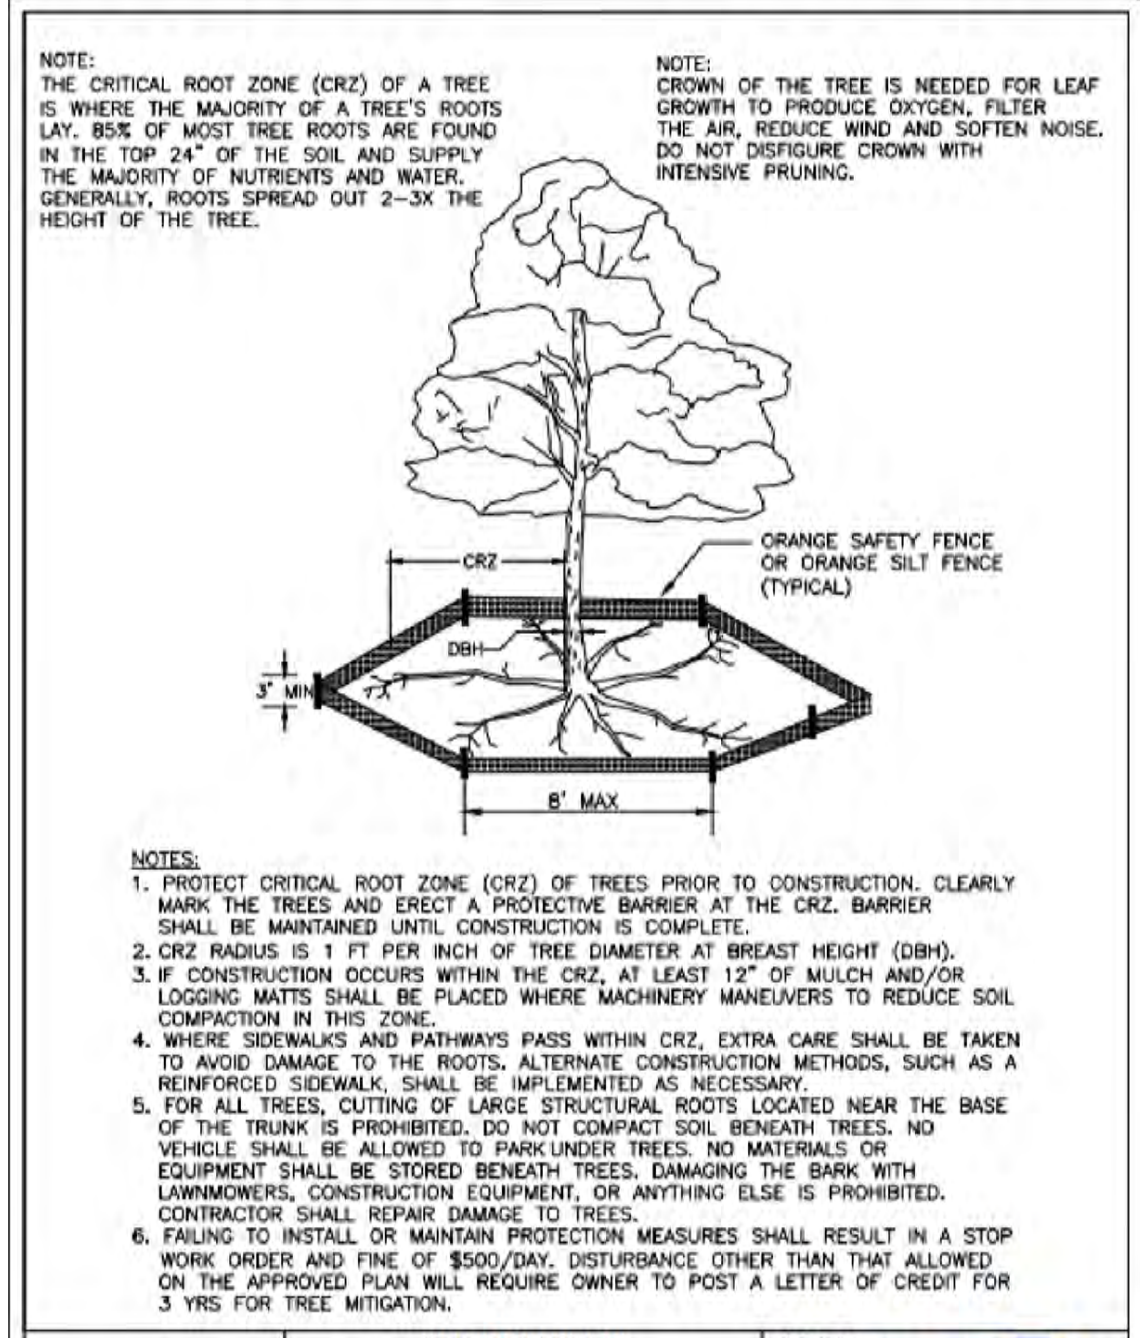 NOTE:
THE CRITICAL ROOT ZONE (CRZ) OF A TREE
IS WHERE THE MAJORITY OF A TREE'S ROOTS
LAY. 85% OF MOST TREE ROOTS ARE FOUND
IN THE TOP 24" OF THE SOIL AND SUPPLY
THE MAJORITY OF NUTRIENTS AND WATER.
GENERALLY, ROOTS SPREAD OUT 2-3X THE
HEIGHT OF THE TREE.
NOTE:
CROWN OF THE TREE IS NEEDED FOR LEAF
GROWTH TO PRODUCE OXYGEN, FILTER
THE AIR, REDUCE WIND AND SOFTEN NOISE.
DO NOT DISFIGURE CROWN WITH
INTENSIVE PRUNING.
ORANGE SAFETY FENCE
OR ORANGE SILT FENCE
(TYPICAL)
CRZ
DBH
3' MIN
8' MAX
NOTES:
1. PROTECT CRITICAL ROOT ZONE (CRZ) OF TREES PRIOR TO CONSTRUCTION. CLEARLY
MARK THE TREES AND ERECT A PROTECTIVE BARRIER AT THE CRZ. BARRIER
SHALL BE MAINTAINED UNTIL CONSTRUCTION IS COMPLETE.
2. CRZ RADIUS IS 1 FT PER INCH OF TREE DIAMETER AT BREAST HEIGHT (DBH).
3. IF CONSTRUCTION OCCURS WITHIN THE CRZ, AT LEAST 12" OF MULCH AND/OR
LOGGING MATTS SHALL BE PLACED WHERE MACHINERY MANEUVERS TO REDUCE SOIL
COMPACTION IN THIS ZONE.
4. WHERE SIDEWALKS AND PATHWAYS PASS WITHIN CRZ, EXTRA CARE SHALL BE TAKEN
TO AVOID DAMAGE TO THE ROOTS. ALTERNATE CONSTRUCTION METHODS, SUCH AS A
REINFORCED SIDEWALK, SHALL BE IMPLEMENTED AS NECESSARY.
5. FOR ALL TREES, CUTTING OF LARGE STRUCTURAL ROOTS LOCATED NEAR THE BASE
OF THE TRUNK IS PROHIBITED. DO NOT COMPACT SOIL BENEATH TREES. NO
VEHICLE SHALL BE ALLOWED TO PARK UNDER TREES. NO MATERIALS OR
EQUIPMENT SHALL BE STORED BENEATH TREES. DAMAGING THE BARK WITH
LAWNMOWERS, CONSTRUCTION EQUIPMENT, OR ANYTHING ELSE IS PROHIBITED.
CONTRACTOR SHALL REPAIR DAMAGE TO TREES.
6. FAILING TO INSTALL OR MAINTAIN PROTECTION MEASURES SHALL RESULT IN A STOP
WORK ORDER AND FINE OF $500/DAY. DISTURBANCE OTHER THAN THAT ALLOWED
ON THE APPROVED PLAN WILL REQUIRE OWNER TO POST A LETTER OF CREDIT FOR
3 YRS FOR TREE MITIGATION.